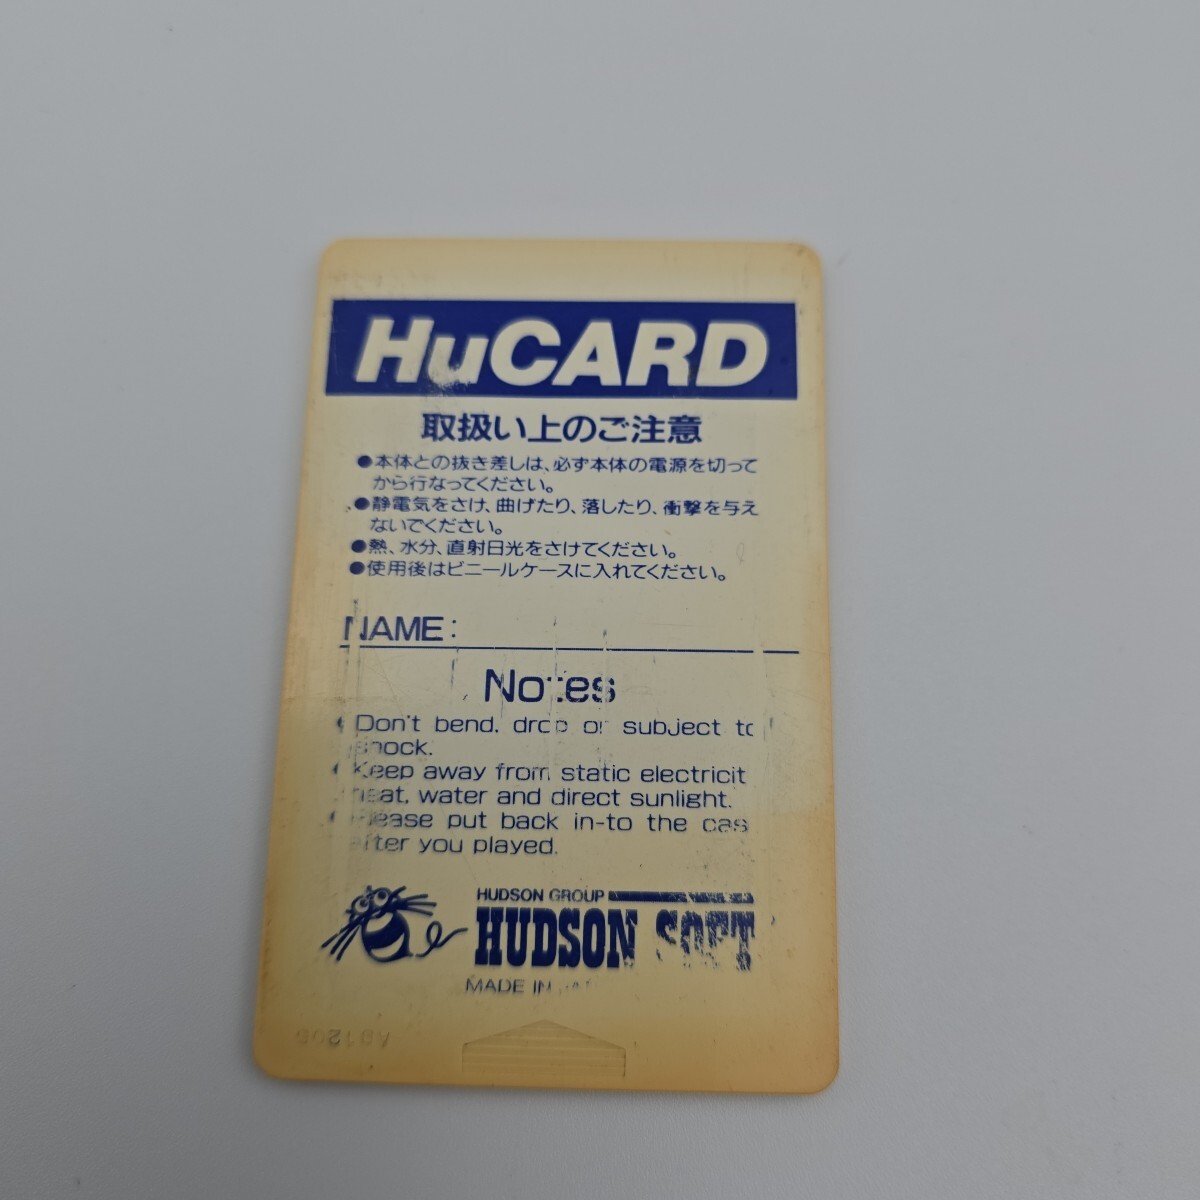 HuCARD
取扱い上のご注意
●本体との抜き差しは、必ず本体の電源を切って
から行なってください。
●静電気をさけ、曲げたり、落したり、衝撃を与え
ないでください。
●熱、水分、直射日光をさけてください。
●使用後はビニールケースに入れてください。
NAME:
Notes
Don't bend, drop or subject to
shock.
Keep away from static electricit
heat, water and direct sunlight.
Please put back in-to the cas
after you played.
HUDSON GROUP
HUDSON SOFT
MADE IN